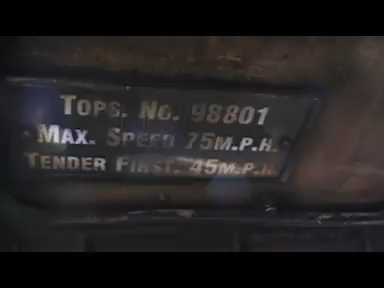 TOPS. NO. 98801
MAX. SPEED 75M.P.H.
TENDER FIRST. 45M.P.H.